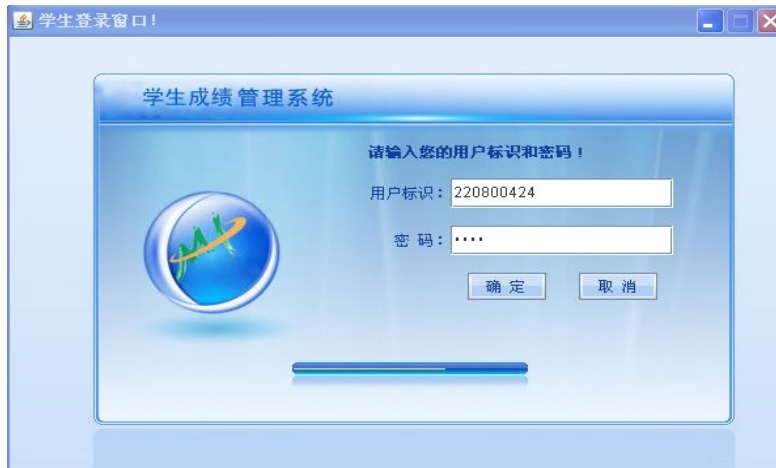 学生登录窗口!
学生成绩管理系统
请输入您的用户标识和密码!
用户标识:220800424
密 码:····
确 定 取 消